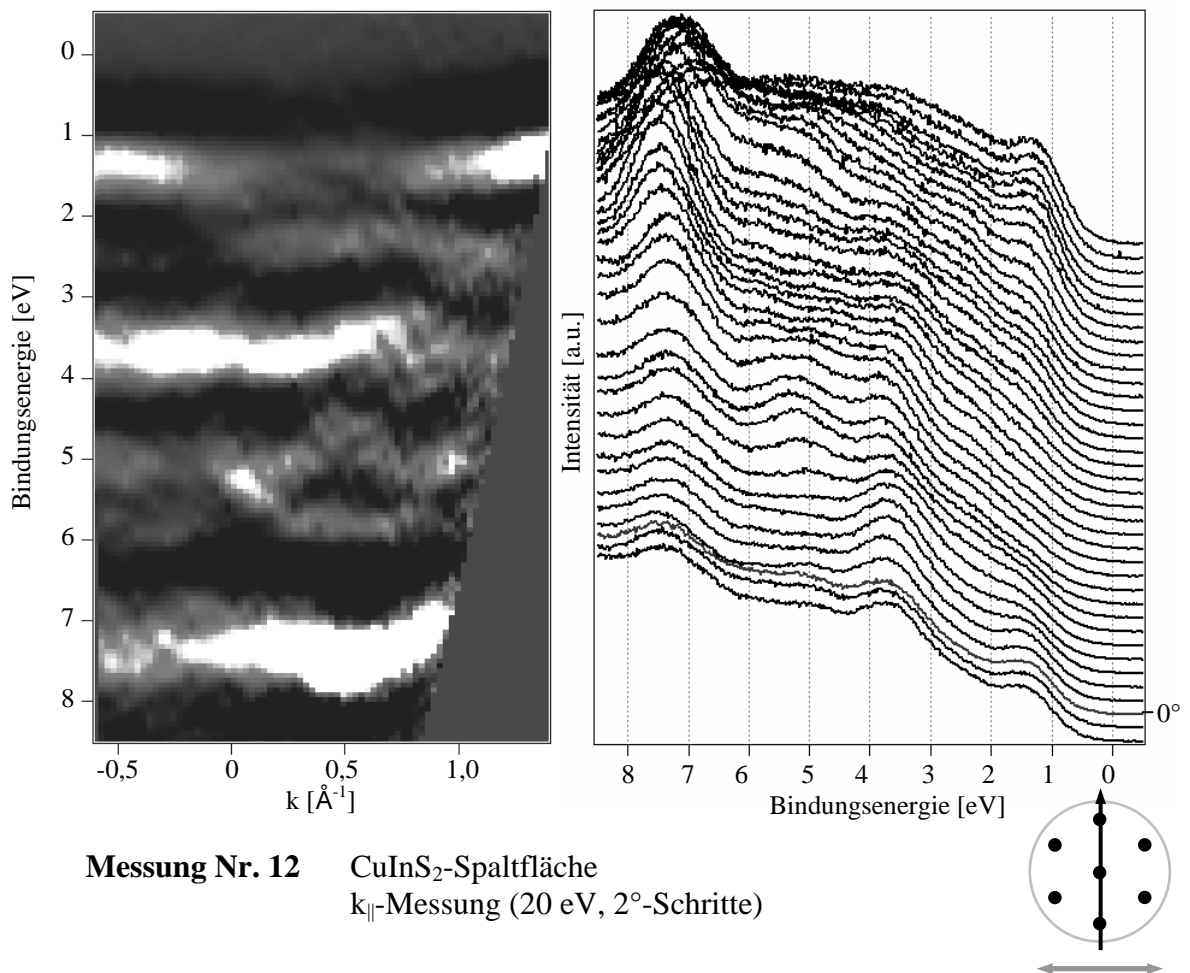 0
1
2
3
4
5
6
7
8
Bindungsenergie [eV]
-0,5 0 0,5 1,0
k [Å-1]
Intensität [a.u.]
8 7 6 5 4 3 2 1 0
Bindungsenergie [eV]
0°
Messung Nr. 12 CuInS2-Spaltfläche
k||-Messung (20 eV, 2°-Schritte)